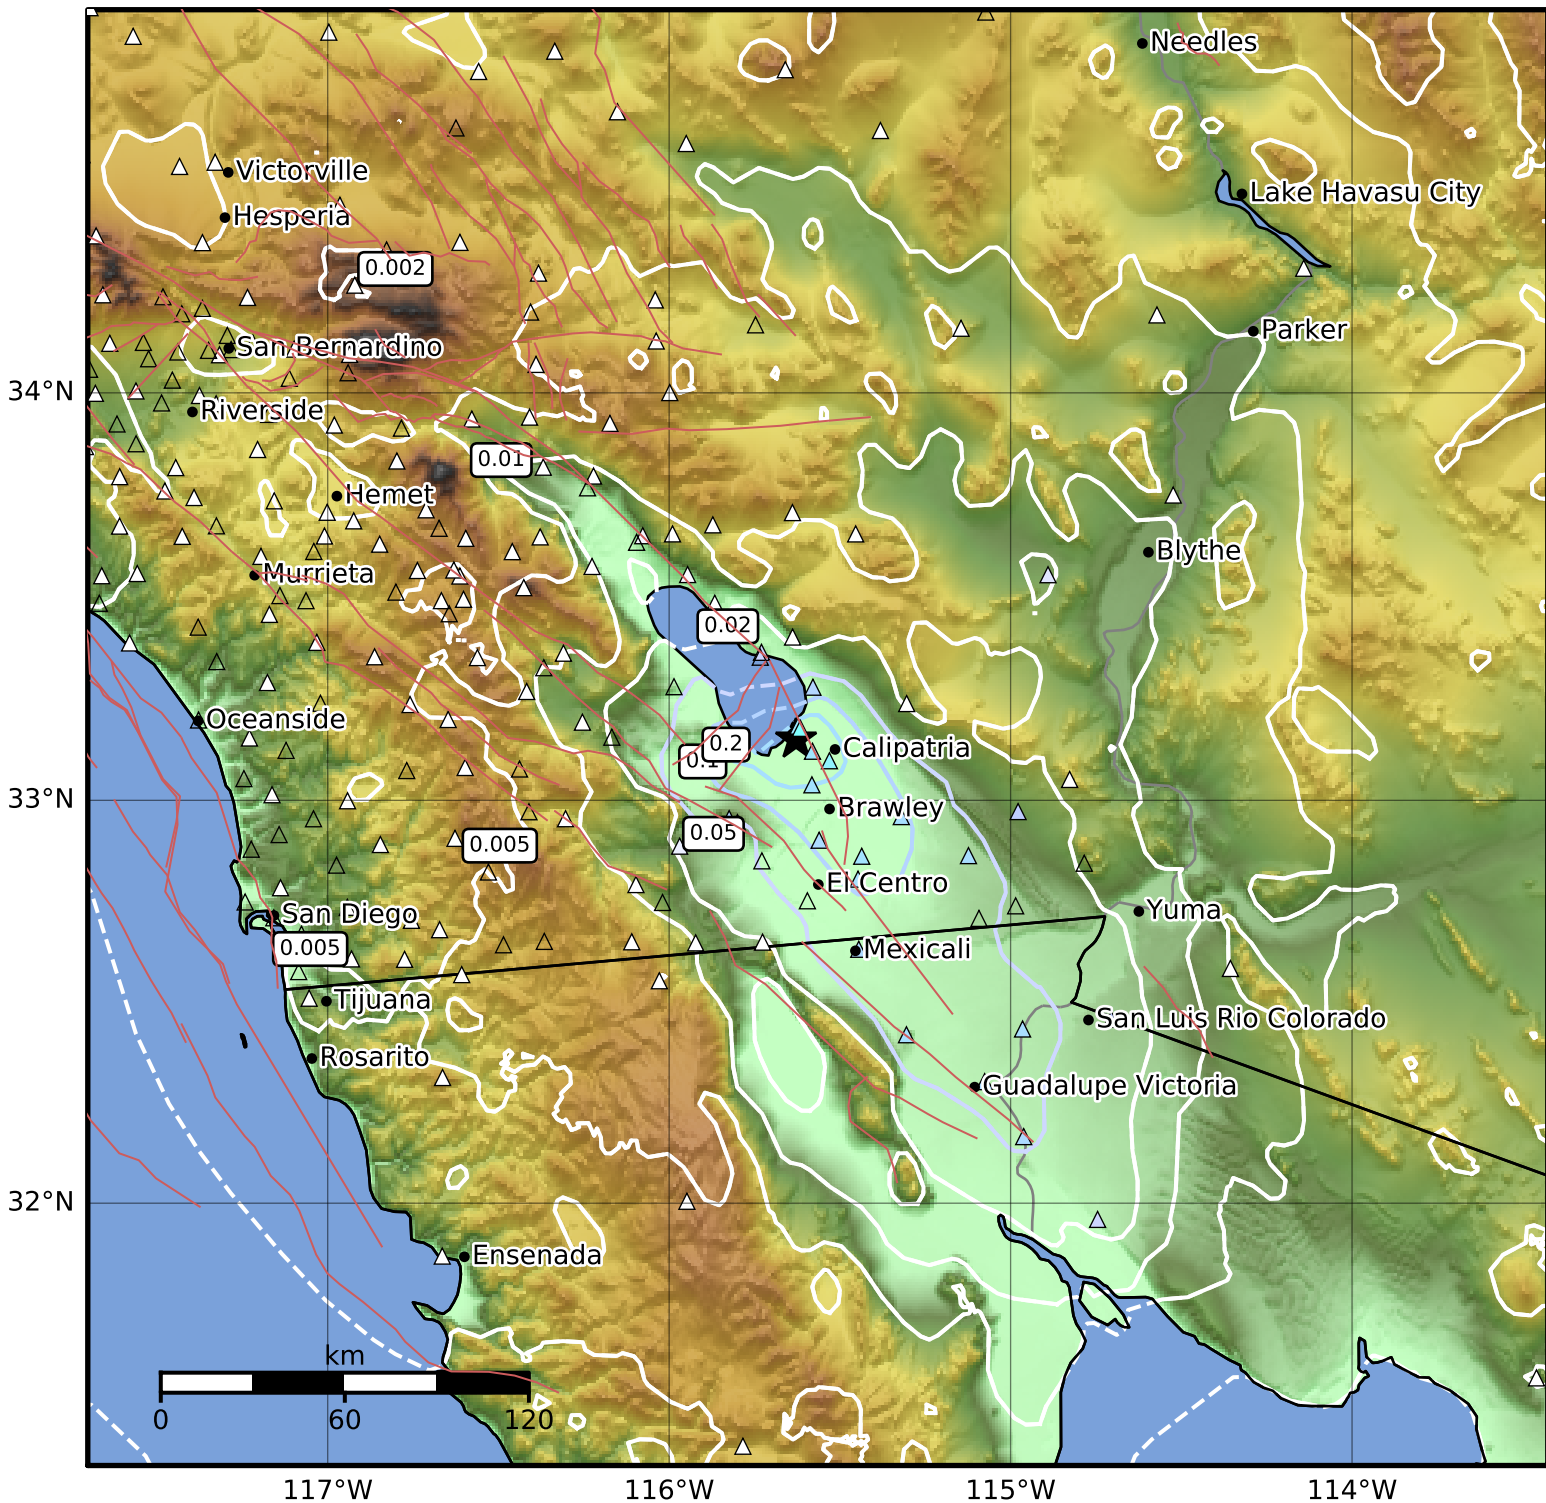 Needles
Victorville
Lake Havasu City
Hesperia
0.002
Parker
San Bernardino
34°N
Riverside
0.01
Hemet
Blythe
Murrieta
0.02
Oceanside
0.2
0.1
Calipatria
33°N
Brawley
0.05
0.005
El Centro
San Diego
Yuma
0.005
Mexicali
Tijuana
San Luis Rio Colorado
Rosarito
Guadalupe Victoria
32°N
Ensenada
km
0 60 120
117°W 116°W 115°W 114°W